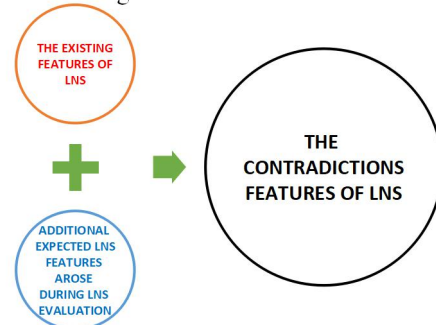 THE EXISTING
FEATURES OF
LNS
ADDITIONAL
EXPECTED LNS
FEATURES
AROSE
DURING LNS
EVALUATION
THE
CONTRADICTIONS
FEATURES OF LNS